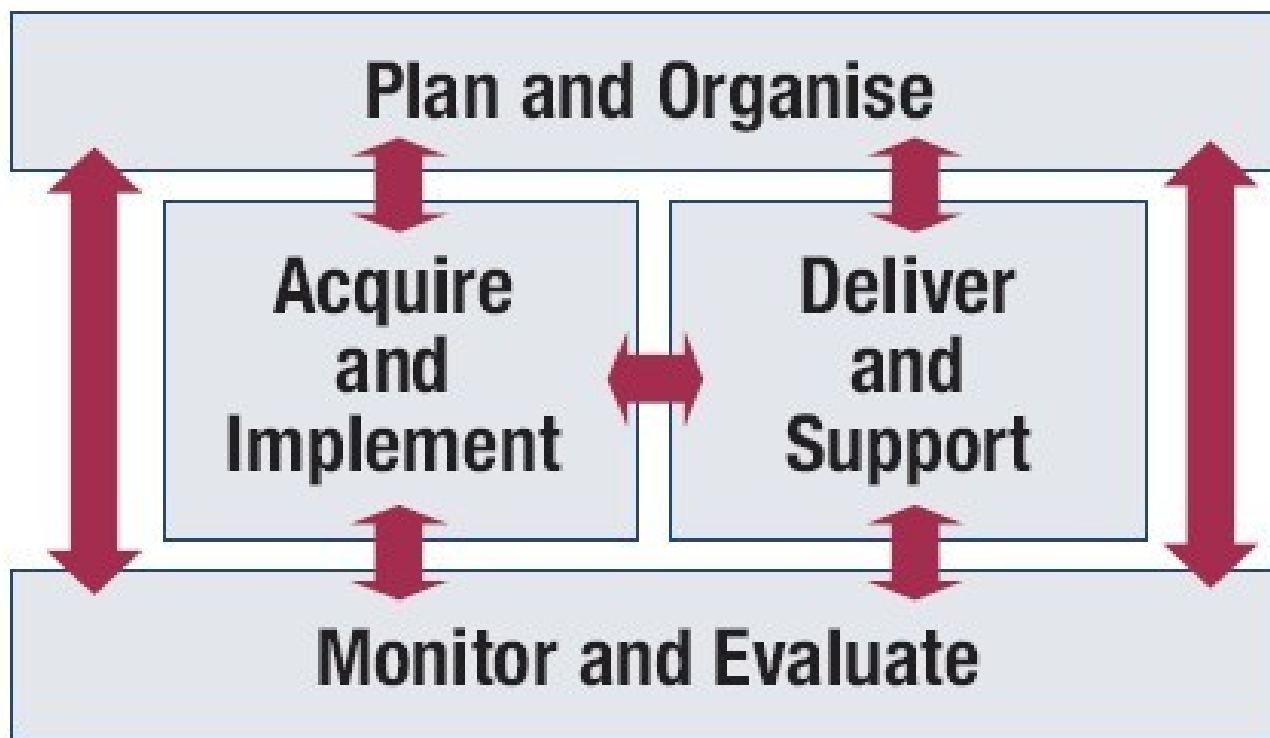 Plan and Organise
Acquire
and
Implement
Deliver
and
Support
Monitor and Evaluate